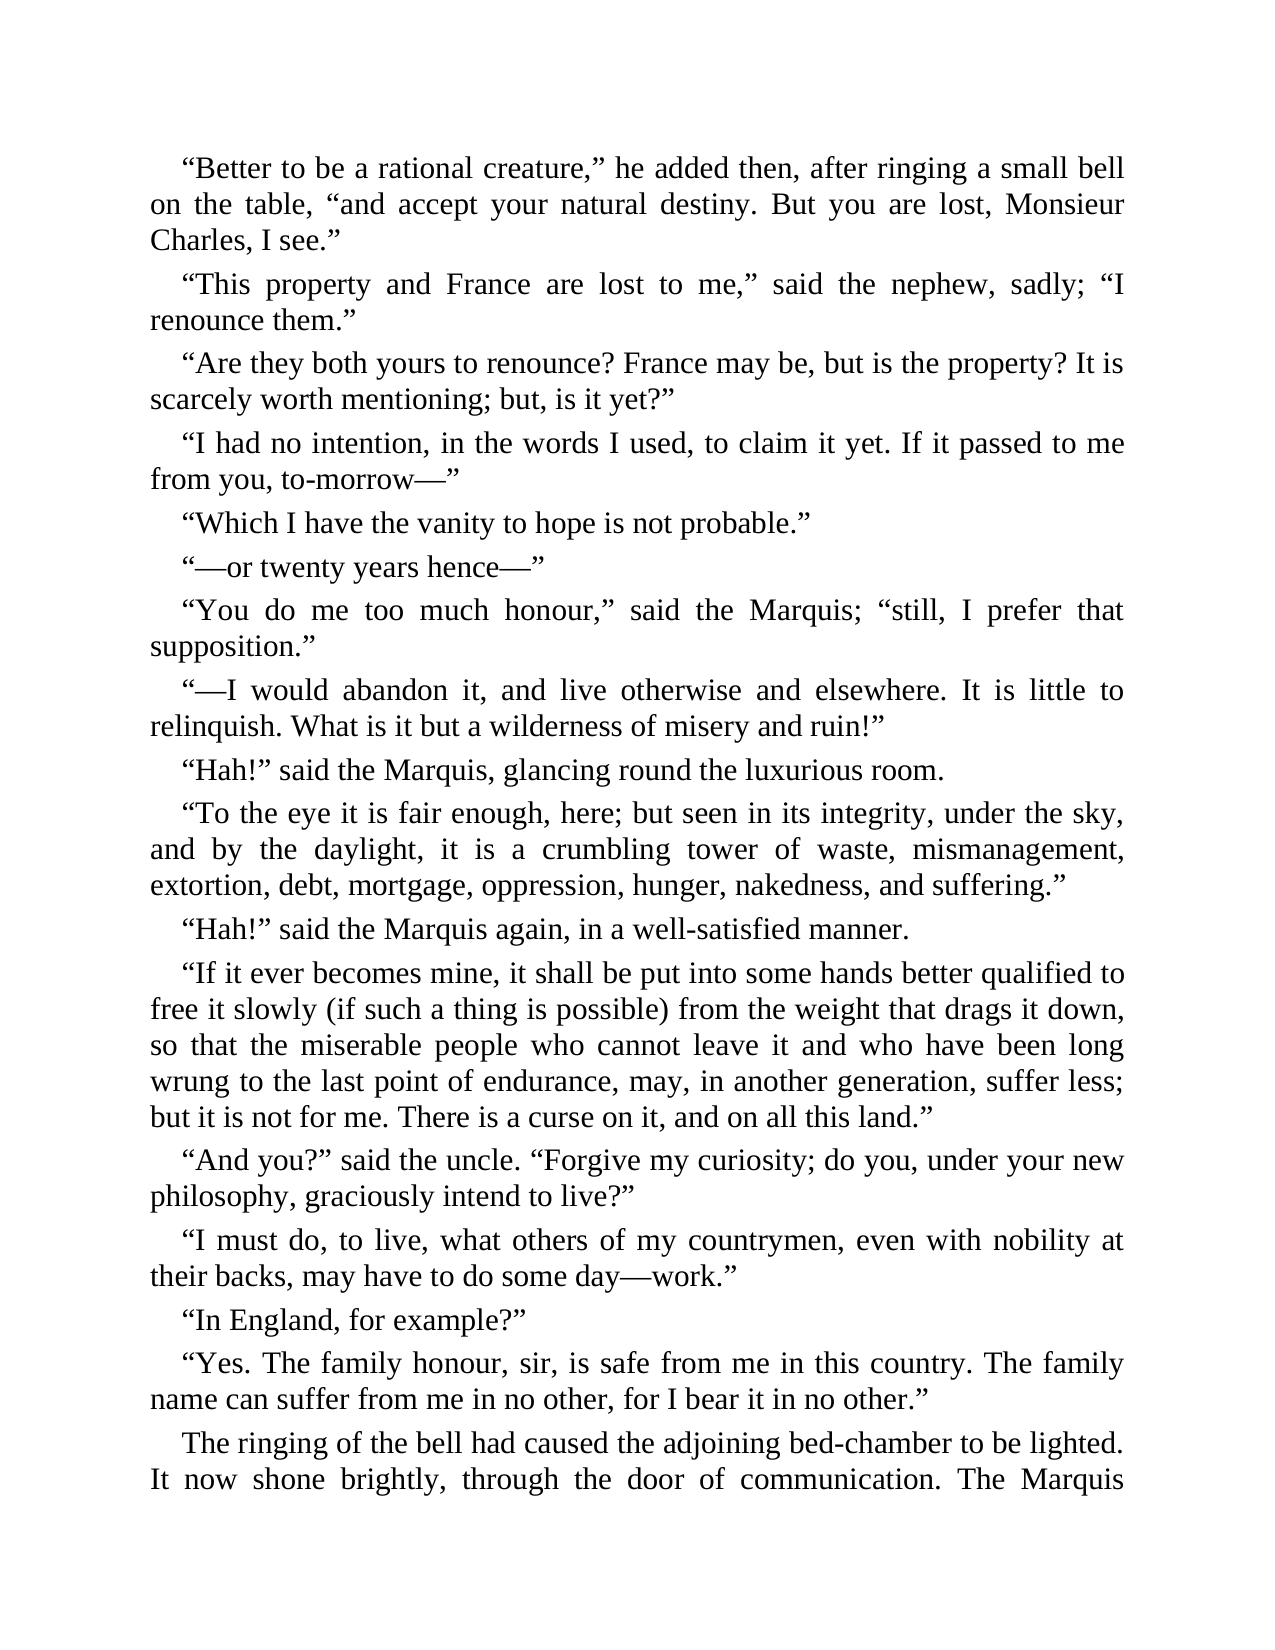 “Better to be a rational creature,” he added then, after ringing a small bell
on the table, “and accept your natural destiny. But you are lost, Monsieur
Charles, I see.”
“This property and France are lost to me,” said the nephew, sadly; “I
renounce them.”
“Are they both yours to renounce? France may be, but is the property? It is
scarcely worth mentioning; but, is it yet?”
“I had no intention, in the words I used, to claim it yet. If it passed to me
from you, to-morrow—”
“Which I have the vanity to hope is not probable.”
“—or twenty years hence—”
“You do me too much honour,” said the Marquis; “still, I prefer that
supposition.”
“—I would abandon it, and live otherwise and elsewhere. It is little to
relinquish. What is it but a wilderness of misery and ruin!”
“Hah!” said the Marquis, glancing round the luxurious room.
“To the eye it is fair enough, here; but seen in its integrity, under the sky,
and by the daylight, it is a crumbling tower of waste, mismanagement,
extortion, debt, mortgage, oppression, hunger, nakedness, and suffering.”
“Hah!” said the Marquis again, in a well-satisfied manner.
“If it ever becomes mine, it shall be put into some hands better qualified to
free it slowly (if such a thing is possible) from the weight that drags it down,
so that the miserable people who cannot leave it and who have been long
wrung to the last point of endurance, may, in another generation, suffer less;
but it is not for me. There is a curse on it, and on all this land.”
“And you?” said the uncle. “Forgive my curiosity; do you, under your new
philosophy, graciously intend to live?”
“I must do, to live, what others of my countrymen, even with nobility at
their backs, may have to do some day—work.”
“In England, for example?”
“Yes. The family honour, sir, is safe from me in this country. The family
name can suffer from me in no other, for I bear it in no other.”
The ringing of the bell had caused the adjoining bed-chamber to be lighted.
It now shone brightly, through the door of communication. The Marquis